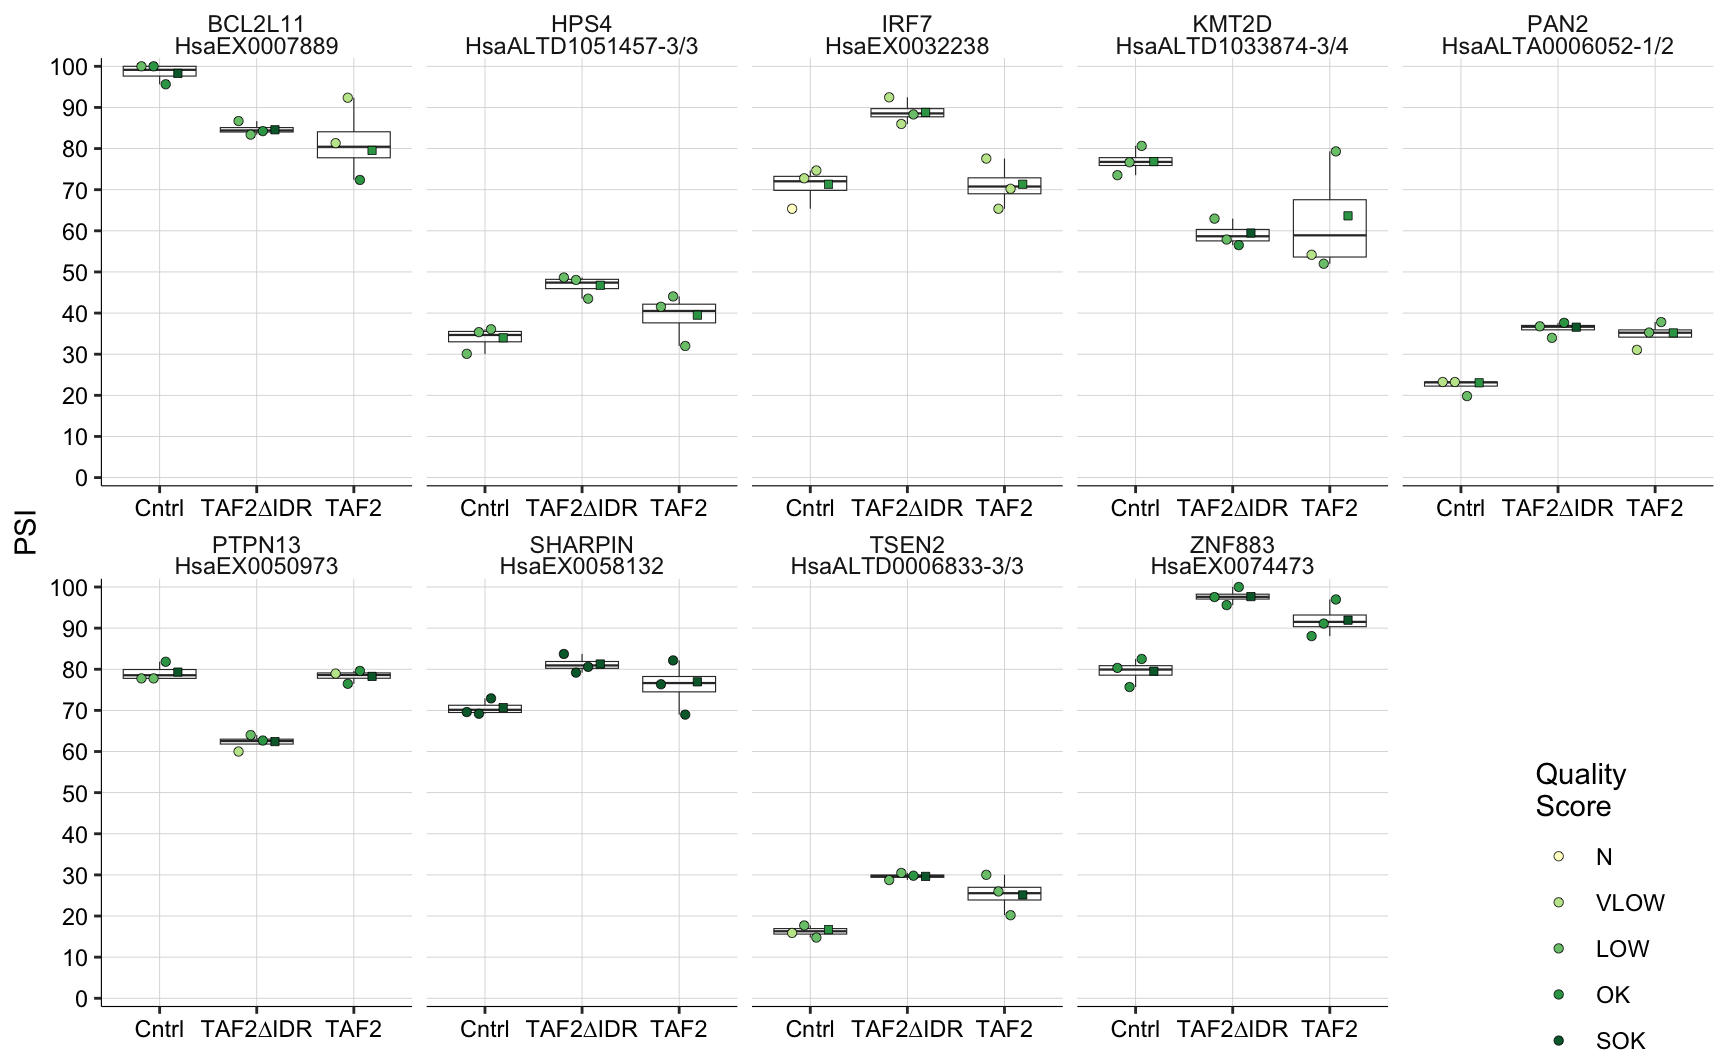 BCL2L11
HsaEX0007889
HPS4
HsaALTD1051457-3/3
IRF7
HsaEX0032238
KMT2D
HsaALTD1033874-3/4
PAN2
HsaALTA0006052-1/2
100
90
80
70
60
50
40
30
20
10
0
Cntrl TAF2ΔIDR TAF2
Cntrl TAF2ΔIDR TAF2
Cntrl TAF2ΔIDR TAF2
Cntrl TAF2ΔIDR TAF2
Cntrl TAF2ΔIDR TAF2
PSI
PTPN13
HsaEX0050973
SHARPIN
HsaEX0058132
TSEN2
HsaALTD0006833-3/3
ZNF883
HsaEX0074473
100
90
80
70
60
50
40
30
20
10
0
Cntrl TAF2ΔIDR TAF2
Cntrl TAF2ΔIDR TAF2
Cntrl TAF2ΔIDR TAF2
Cntrl TAF2ΔIDR TAF2
Quality
Score
N
VLOW
LOW
OK
SOK